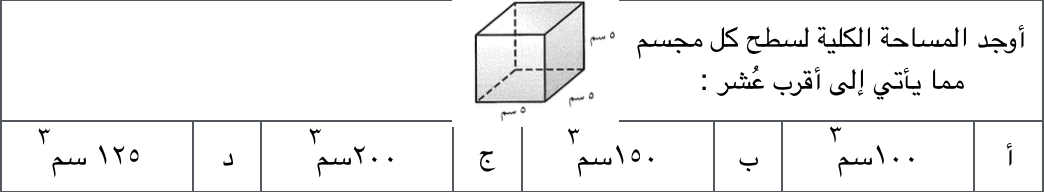 أوجد المساحة الكلية لسطح كل مجسم
مما يأتي إلى أقرب عُشر :
٥ سم
٥ سم
٥ سم
أ ١٠٠سم٣ ب ١٥٠سم٣ ج ٢٠٠سم٣ د ١٢٥ سم٣